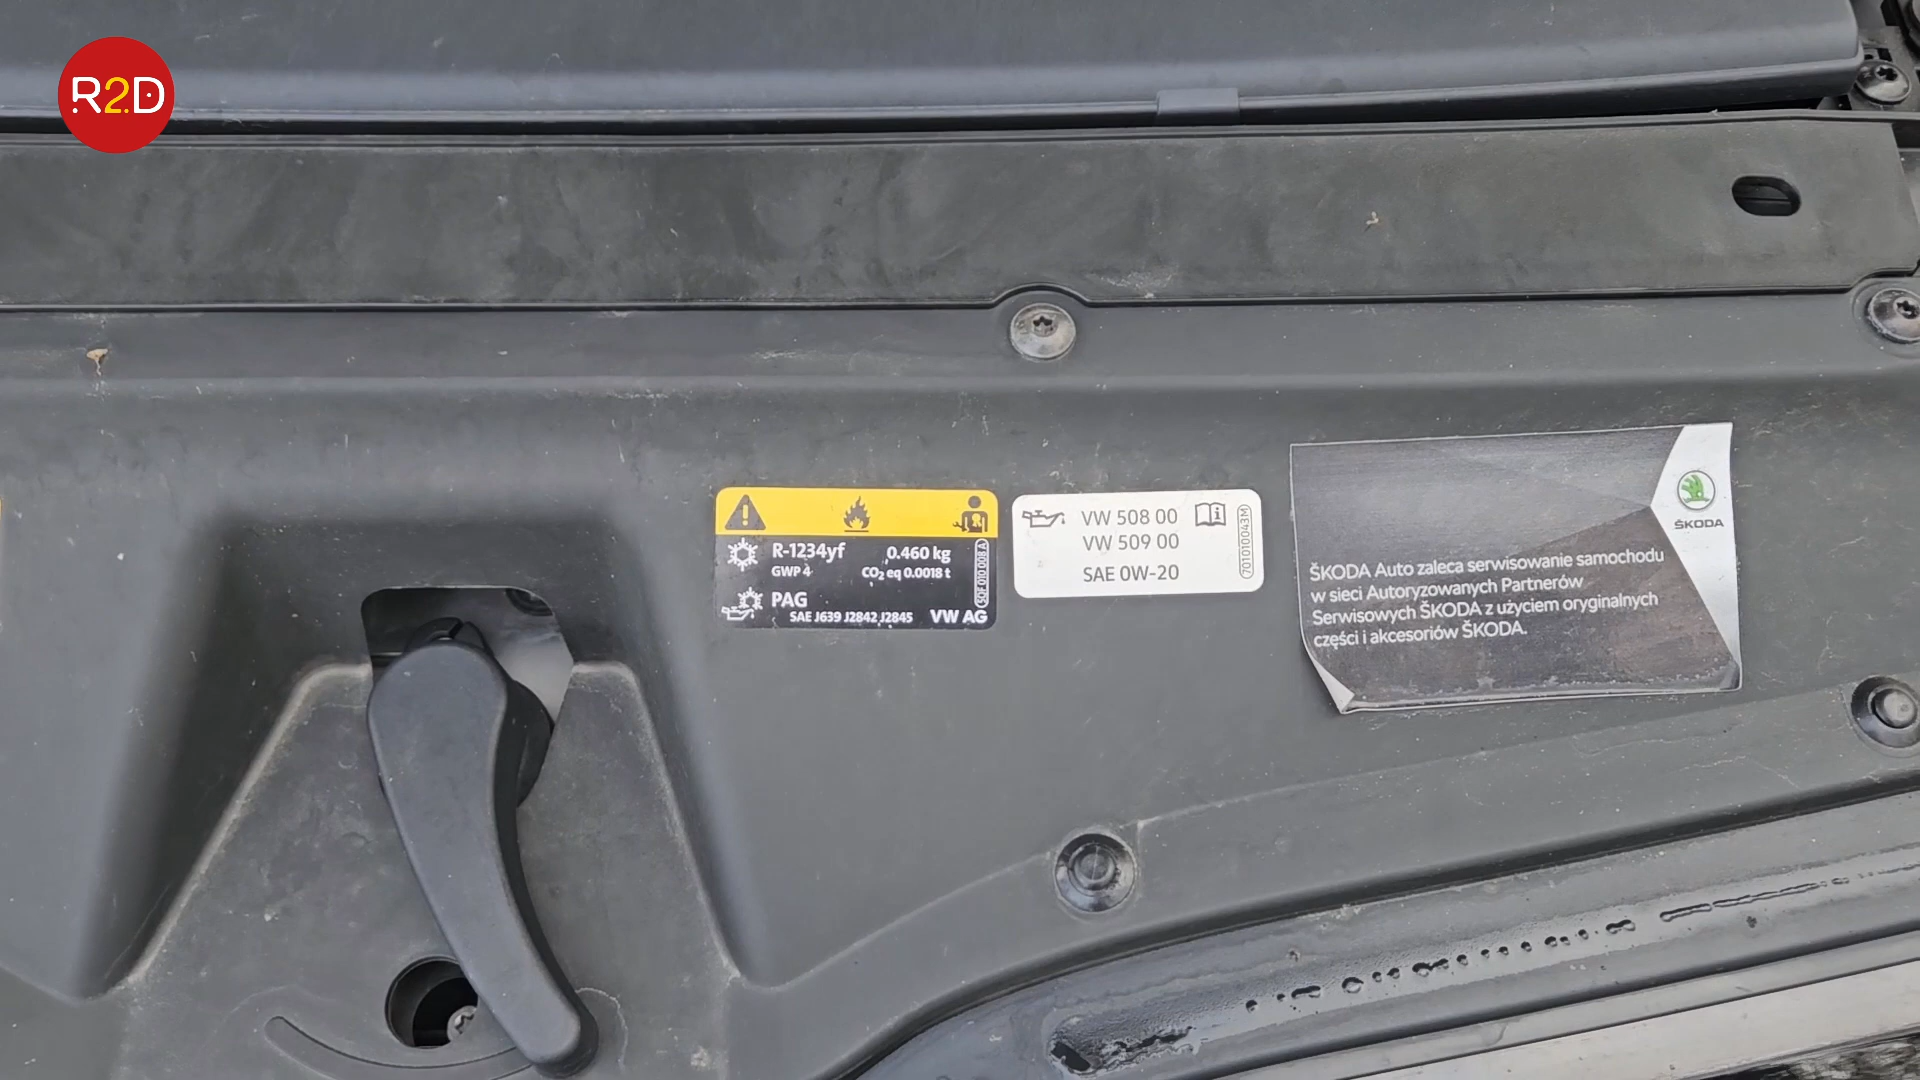 R2D
R-1234yf 0.460 kg
GWP 4 CO₂ eq 0.0018 t
PAG
SAE J639 J2842 J2845 VW AG
VW 508 00
VW 509 00
SAE 0W-20
701010043M
ŠKODA
ŠKODA Auto zaleca serwisowanie samochodu
w sieci Autoryzowanych Partnerów
Serwisowych ŠKODA z użyciem oryginalnych
części i akcesoriów ŠKODA.